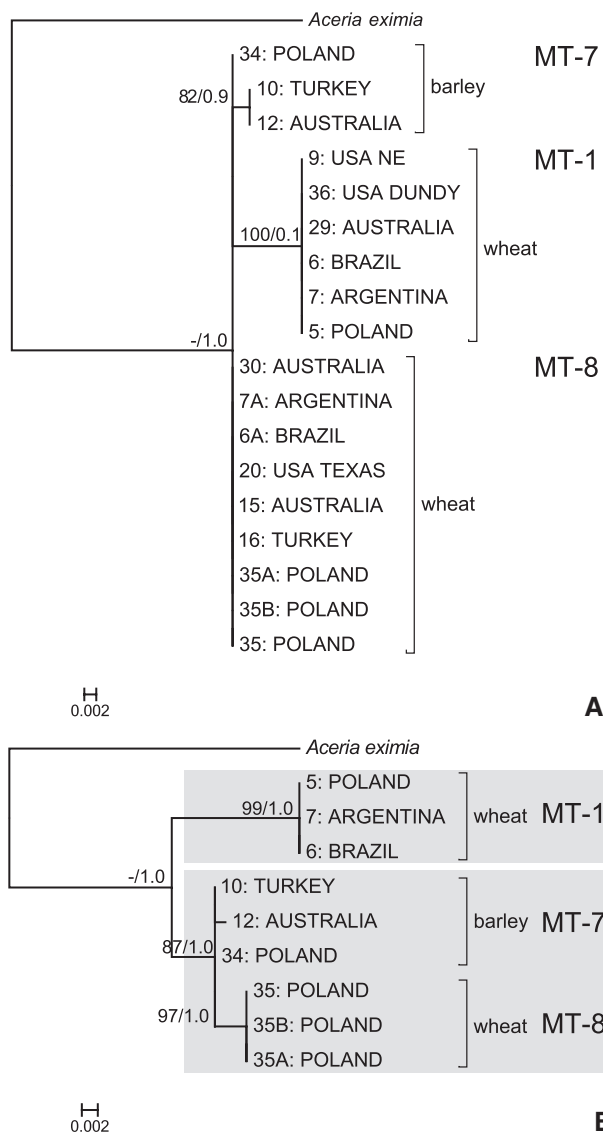 Aceria eximia
34: POLAND MT-7
82/0.9 10: TURKEY barley
12: AUSTRALIA
9: USA NE MT-1
36: USA DUNDY
100/0.1 29: AUSTRALIA
wheat
6: BRAZIL
7: ARGENTINA
5: POLAND
-/1.0
30: AUSTRALIA MT-8
7A: ARGENTINA
6A: BRAZIL
20: USA TEXAS
15: AUSTRALIA wheat
16: TURKEY
35A: POLAND
35B: POLAND
35: POLAND
0.002 A
Aceria eximia
5: POLAND
99/1.0 7: ARGENTINA wheat MT-1
6: BRAZIL
-/1.0 10: TURKEY
12: AUSTRALIA barley MT-7
87/1.0 34: POLAND
35: POLAND
97/1.0 35B: POLAND wheat MT-8
35A: POLAND
0.002